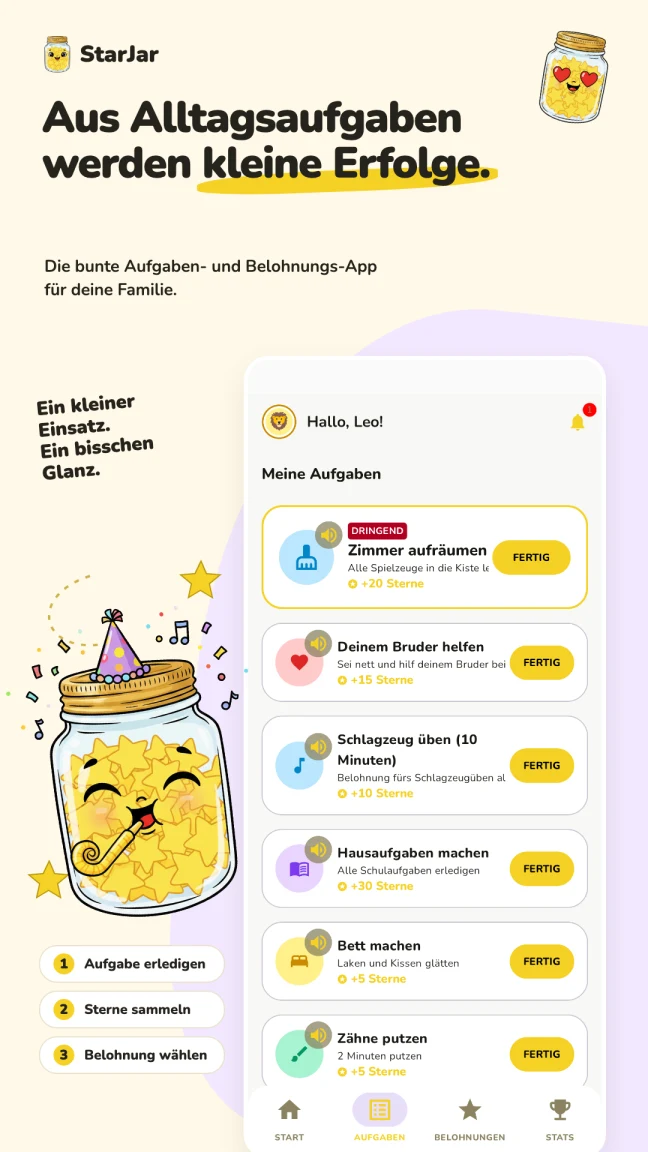 StarJar
Aus Alltagsaufgaben
werden kleine Erfolge.
Die bunte Aufgaben- und Belohnungs-App
für deine Familie.
Ein kleiner
Einsatz.
Ein bisschen
Glanz.
1 Aufgabe erledigen
2 Sterne sammeln
3 Belohnung wählen
Hallo, Leo!
1
Meine Aufgaben
DRINGEND
Zimmer aufräumen
Alle Spielzeuge in die Kiste le
+20 Sterne
FERTIG
Deinem Bruder helfen
Sei nett und hilf deinem Bruder bei
+15 Sterne
FERTIG
Schlagzeug üben (10
Minuten)
Belohnung fürs Schlagzeugüben al
+10 Sterne
FERTIG
Hausaufgaben machen
Alle Schulaufgaben erledigen
+30 Sterne
FERTIG
Bett machen
Laken und Kissen glätten
+5 Sterne
FERTIG
Zähne putzen
2 Minuten putzen
+5 Sterne
FERTIG
START
AUFGABEN
BELOHNUNGEN
STATS